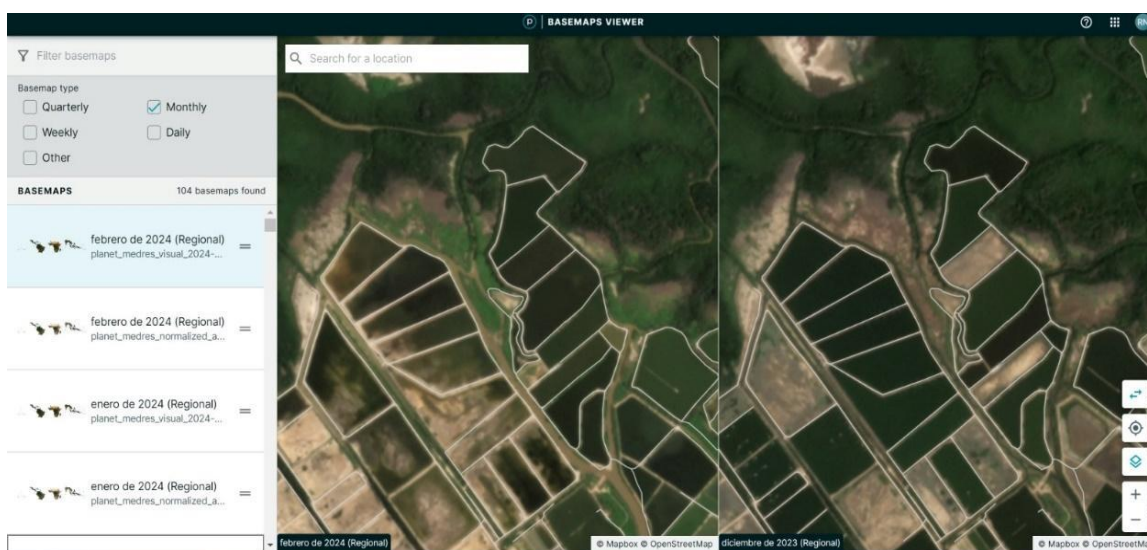 P BASEMAPS VIEWER
RN
Filter basemaps
Search for a location
Basemap type
Quarterly
Monthly
Weekly
Daily
Other
BASEMAPS
104 basemaps found
febrero de 2024 (Regional)
planet_medres_visual_2024-...
febrero de 2024 (Regional)
planet_medres_normalized_a...
enero de 2024 (Regional)
planet_medres_visual_2024-...
enero de 2024 (Regional)
planet_medres_normalized_a...
febrero de 2024 (Regional)
© Mapbox © OpenStreetMap
diciembre de 2023 (Regional)
© Mapbox © OpenStreetMap